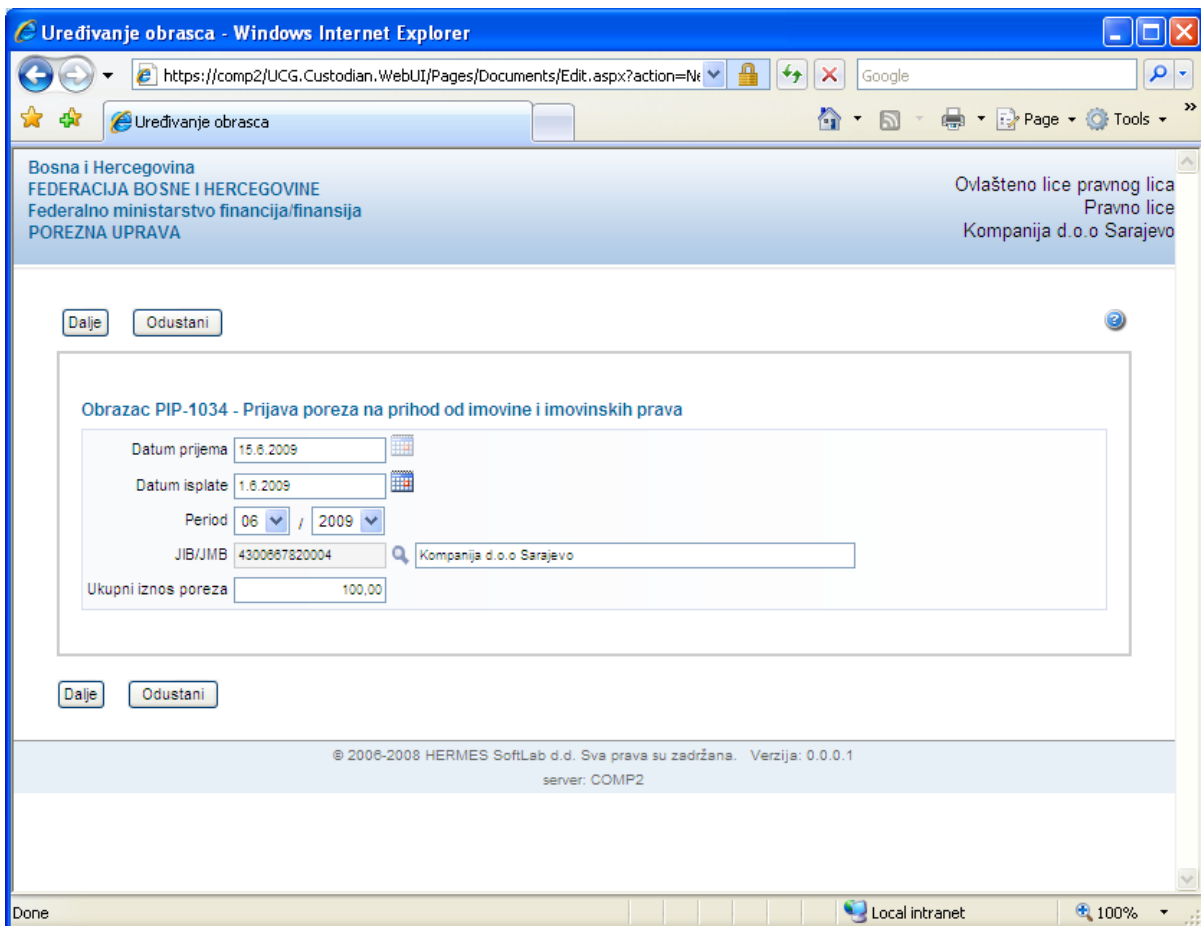 Uređivanje obrasca - Windows Internet Explorer
https://comp2/UCG.Custodian.WebUI/Pages/Documents/Edit.aspx?action=Ne
Google
Uređivanje obrasca
Page
Tools
»
Bosna i Hercegovina
FEDERACIJA BOSNE I HERCEGOVINE
Federalno ministarstvo financija/finansija
POREZNA UPRAVA
Ovlašteno lice pravnog lica
Pravno lice
Kompanija d.o.o Sarajevo
Dalje Odustani
Obrazac PIP-1034 - Prijava poreza na prihod od imovine i imovinskih prava
Datum prijema 15.6.2009
Datum isplate 1.6.2009
Period 06 / 2009
JIB/JMB 4300667820004 Kompanija d.o.o Sarajevo
Ukupni iznos poreza 100,00
Dalje Odustani
© 2006-2008 HERMES SoftLab d.d. Sva prava su zadržana. Verzija: 0.0.0.1
server: COMP2
Done Local intranet 100%